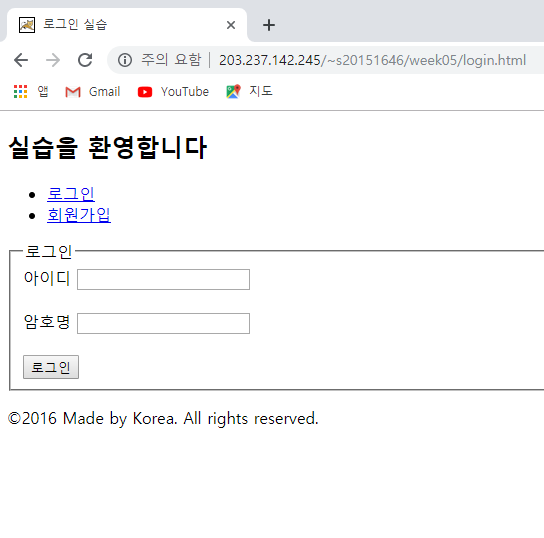 로그인 실습
주의 요함 203.237.142.245/~s20151646/week05/login.html
앱 Gmail YouTube 지도
실습을 환영합니다
로그인
회원가입
로그인
아이디
암호명
로그인
©2016 Made by Korea. All rights reserved.